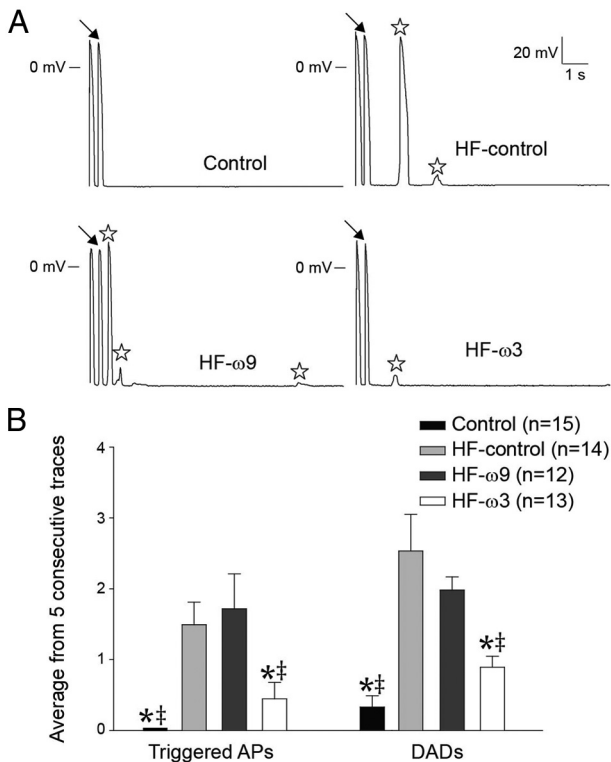 A
0 mV
Control
0 mV
HF-control
20 mV
1 s
0 mV
HF-ω9
0 mV
HF-ω3
B
Average from 5 consecutive traces
4
3
2
1
0
Control (n=15)
HF-control (n=14)
HF-ω9 (n=12)
HF-ω3 (n=13)
*‡
*‡
*‡
*‡
Triggered APs
DADs